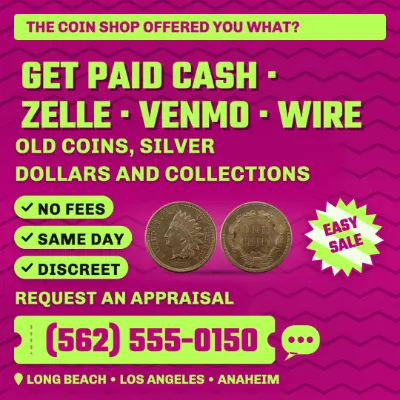 THE COIN SHOP OFFERED YOU WHAT?
GET PAID CASH •
ZELLE • VENMO • WIRE
OLD COINS, SILVER
DOLLARS AND COLLECTIONS
NO FEES
SAME DAY
DISCREET
EASY
SALE
REQUEST AN APPRAISAL
(562) 555-0150
LONG BEACH • LOS ANGELES • ANAHEIM